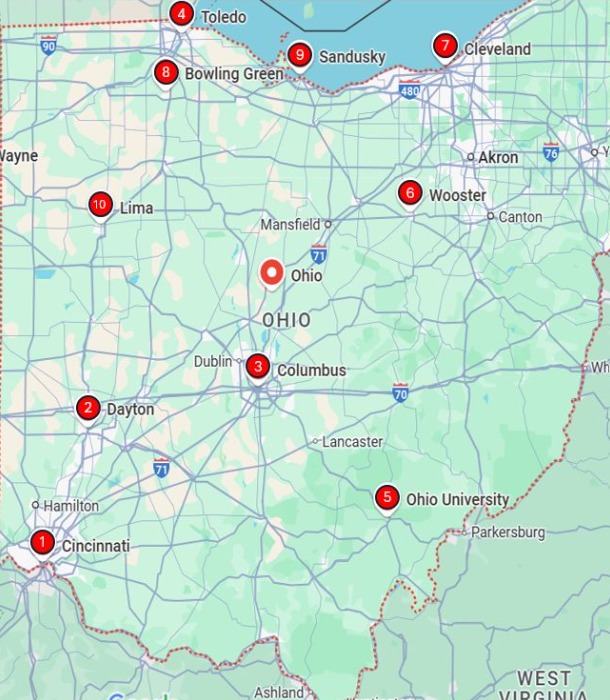 4 Toledo
90
9 Sandusky
7 Cleveland
8 Bowling Green
480
Wayne
Akron
76
Y
10 Lima
6 Wooster
Mansfield
Canton
71
Ohio
OHIO
Dublin
3 Columbus
Wh
70
2 Dayton
Lancaster
71
5 Ohio University
Hamilton
Parkersburg
1 Cincinnati
WEST
VIRGINIA
Ashland
Google